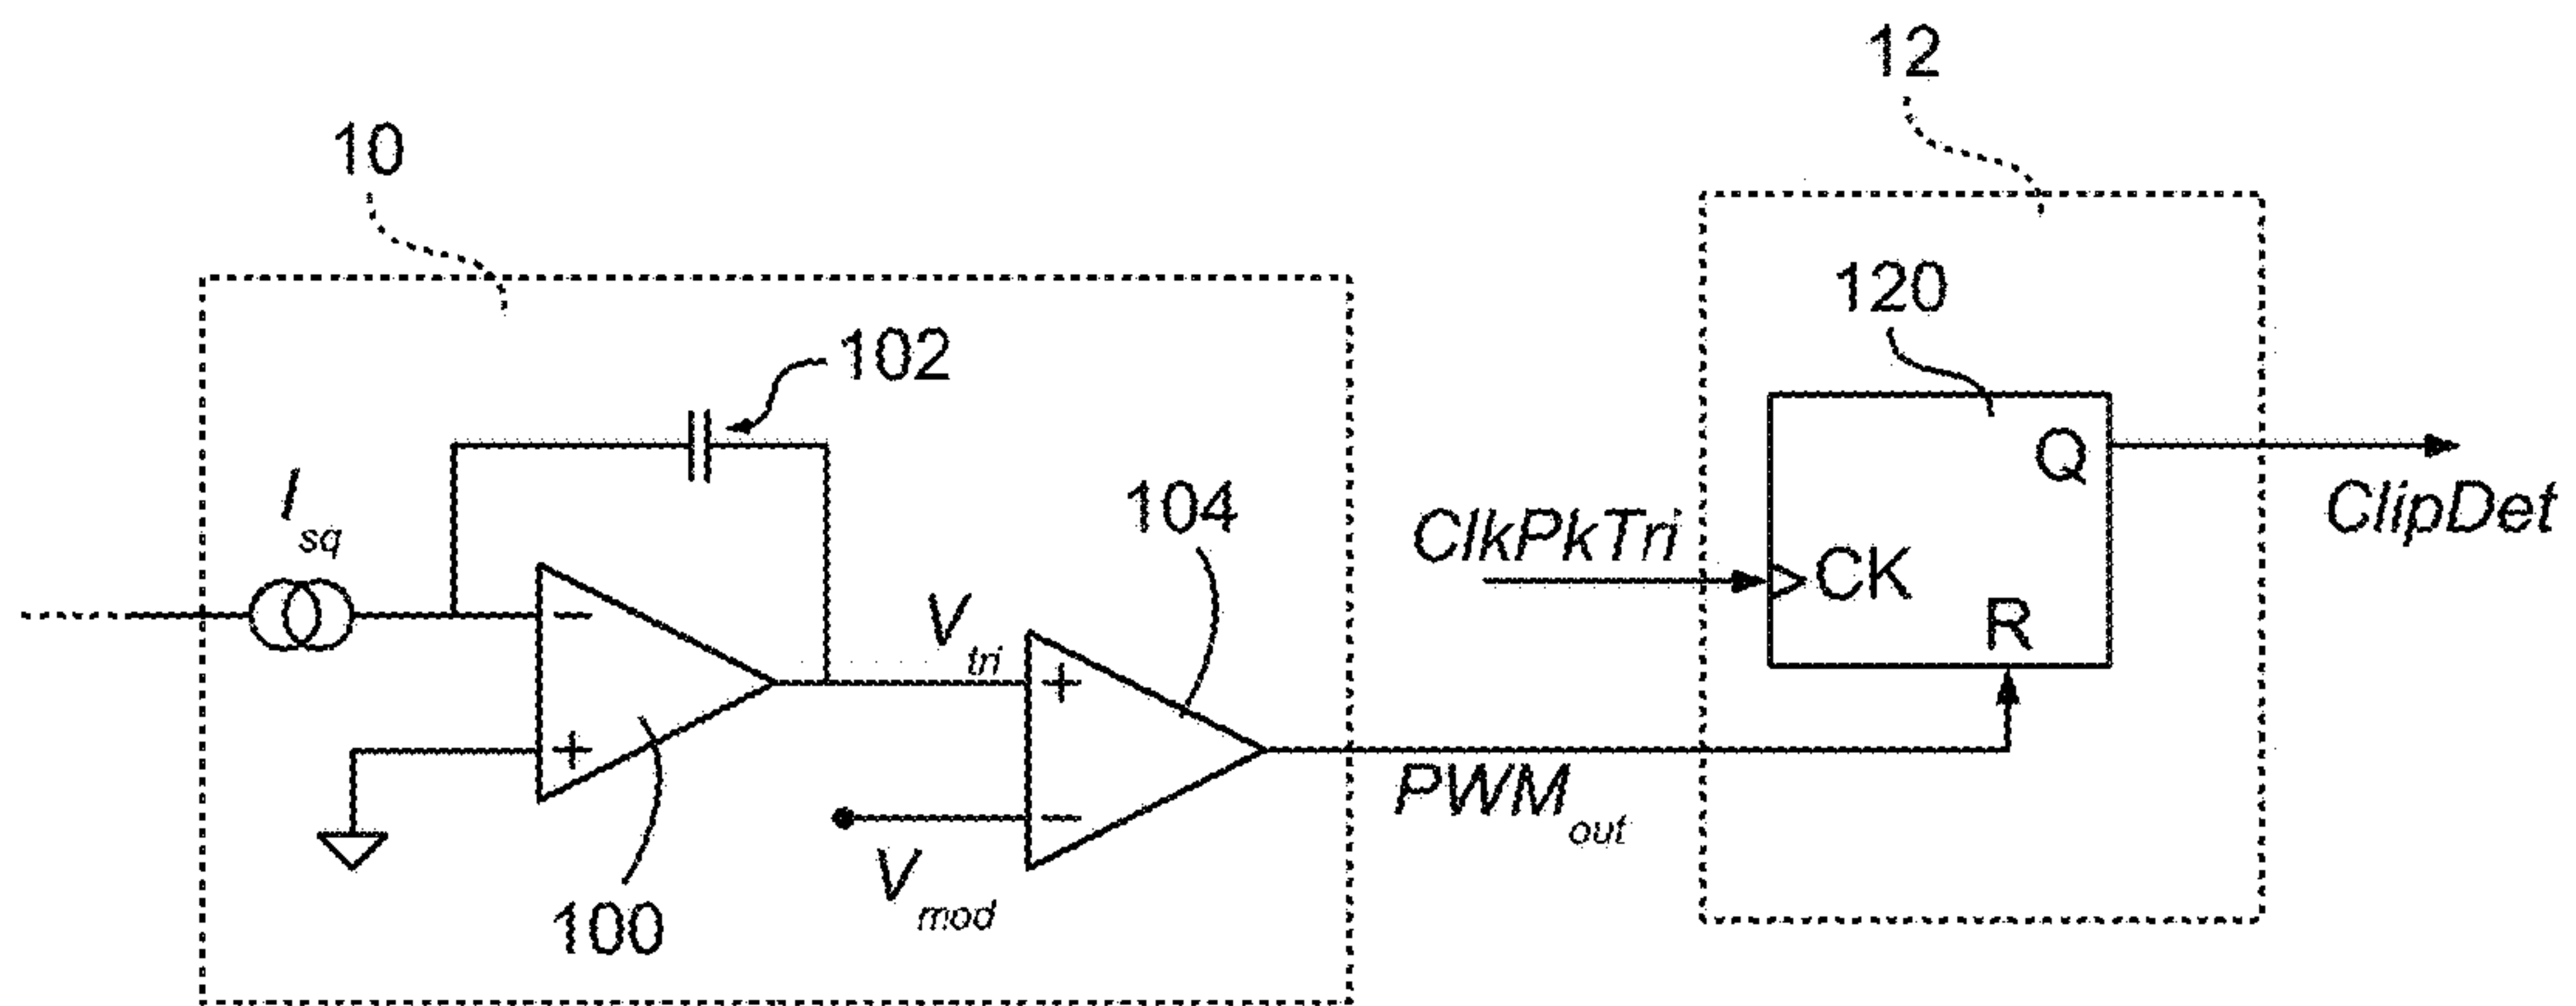 12
10
120
102
Q
I sq
104
ClkPkTri
ClipDet
CK
−
V tri
R
+
+
−
PWM out
V mod
100